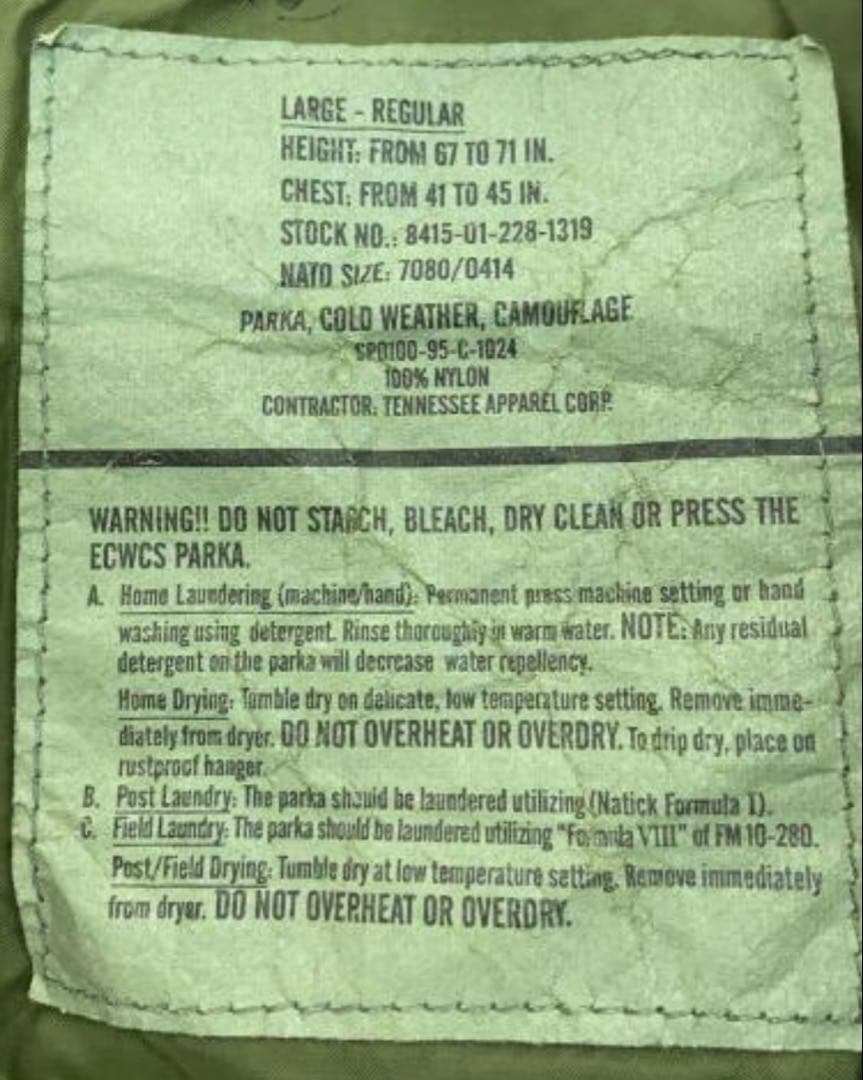 LARGE - REGULAR
HEIGHT: FROM 67 TO 71 IN.
CHEST: FROM 41 TO 45 IN.
STOCK NO.: 8415-01-228-1319
NATO SIZE: 7080/0414
PARKA, COLD WEATHER, CAMOUFLAGE
SPO100-95-C-1024
100% NYLON
CONTRACTOR: TENNESSEE APPAREL CORP.
WARNING!! DO NOT STARCH, BLEACH, DRY CLEAN OR PRESS THE
ECWCS PARKA.
A. Home Laundering (machine/hand): Permanent press machine setting or hand
washing using detergent. Rinse thoroughly in warm water. NOTE: Any residual
detergent on the parka will decrease water repellency.
Home Drying: Tumble dry on delicate, low temperature setting. Remove imme-
diately from dryer. DO NOT OVERHEAT OR OVERDRY. To drip dry, place on
rustproof hanger.
B. Post Laundry: The parka should be laundered utilizing (Natick Formula I).
C. Field Laundry: The parka should be laundered utilizing "Formula VIII" of FM 10-280.
Post/Field Drying: Tumble dry at low temperature setting. Remove immediately
from dryer. DO NOT OVERHEAT OR OVERDRY.